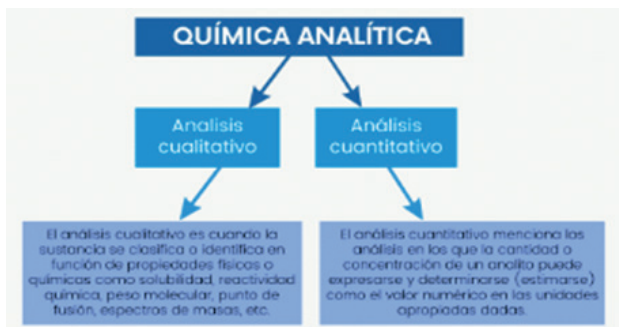 QUÍMICA ANALÍTICA
Analisis
cualitativo
Análisis
cuantitativo
El análisis cualitativo es cuando la
sustancia se clasifica o identifica en
función de propiedades físicas o
químicas como solubilidad, reactividad
química, peso molecular, punto de
fusión, espectros de masas, etc.
El análisis cuantitativo menciona los
análisis en los que la cantidad o
concentración de un analito puede
expresarse y determinarse (estimarse)
como el valor numérico en las unidades
apropiadas dadas.